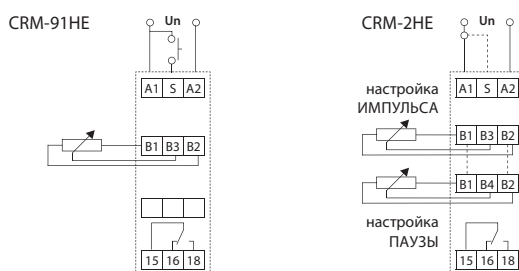 CRM-91HE
Un
A1 S A2
B1 B3 B2
15 16 18
CRM-2HE
Un
A1 S A2
настройка
ИМПУЛЬСА
B1 B3 B2
B1 B4 B2
настройка
ПАУЗЫ
15 16 18